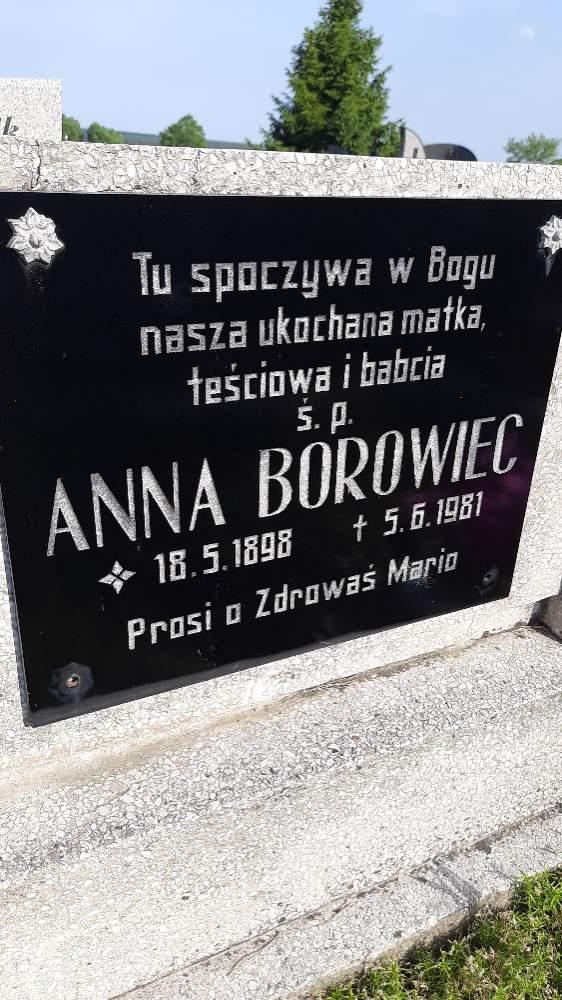 Tu spoczywa w Bogu
nasza ukochana matka,
teściowa i babcia
ś. p.
ANNA BOROWIEC
18.5.1898 † 5.6.1981
Prosi o Zdrowaś Mario